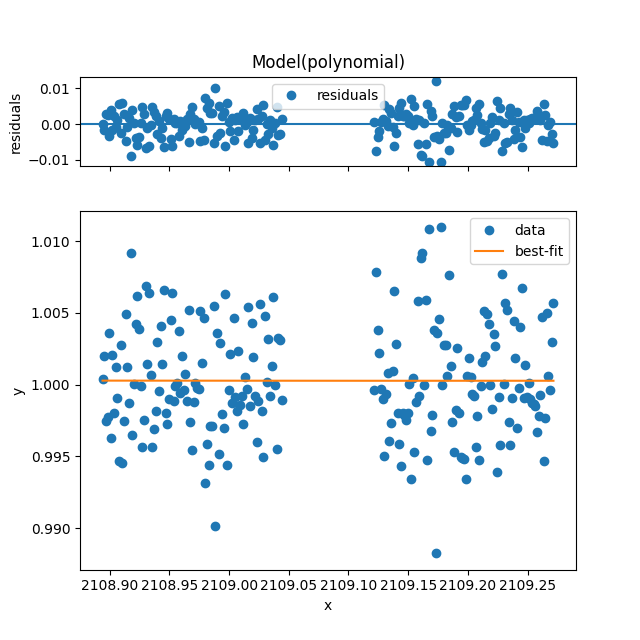 Model(polynomial)
residuals
0.01
0.00
−0.01
residuals
1.010
1.005
1.000
0.995
0.990
y
data
best-fit
2108.90 2108.95 2109.00 2109.05 2109.10 2109.15 2109.20 2109.25
x